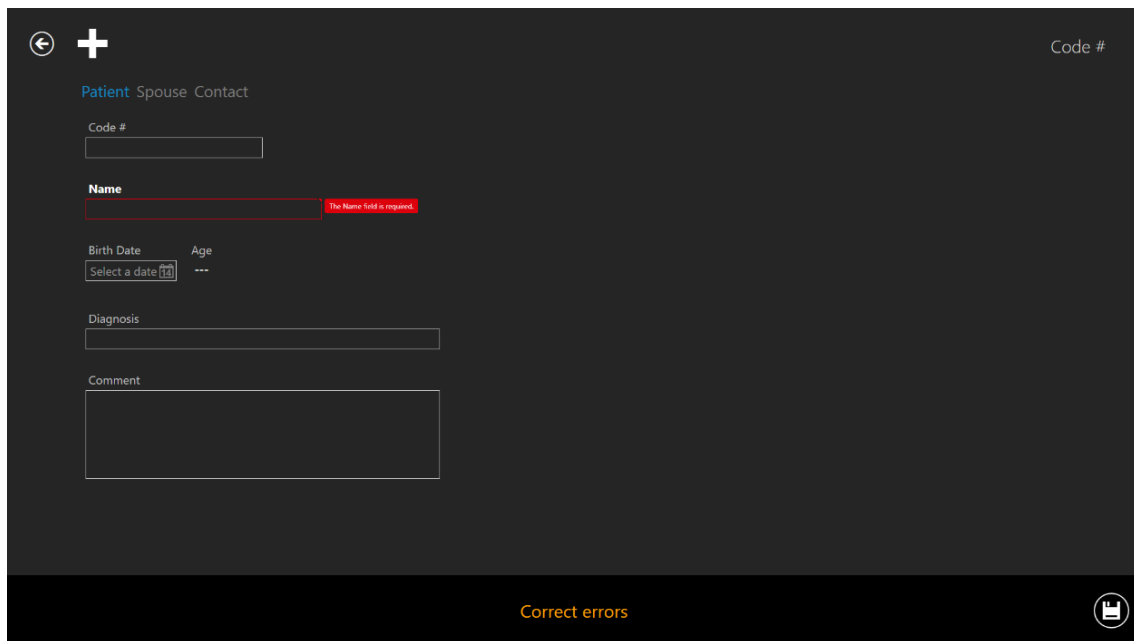 Code #
Patient Spouse Contact
Code #
Name
The Name field is required.
Birth Date Age
Select a date 14 ---
Diagnosis
Comment
Correct errors